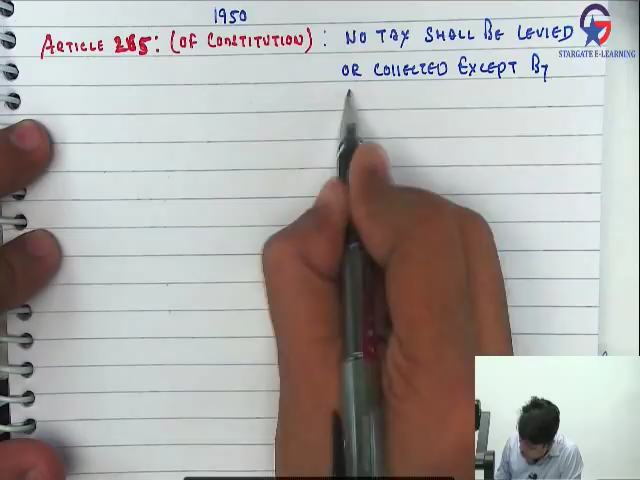 1950
ARTICLE 265: (OF CONSTITUTION) : NO TAX SHALL BE LEVIED
OR COLLECTED EXCEPT BY
STARGATE E-LEARNING